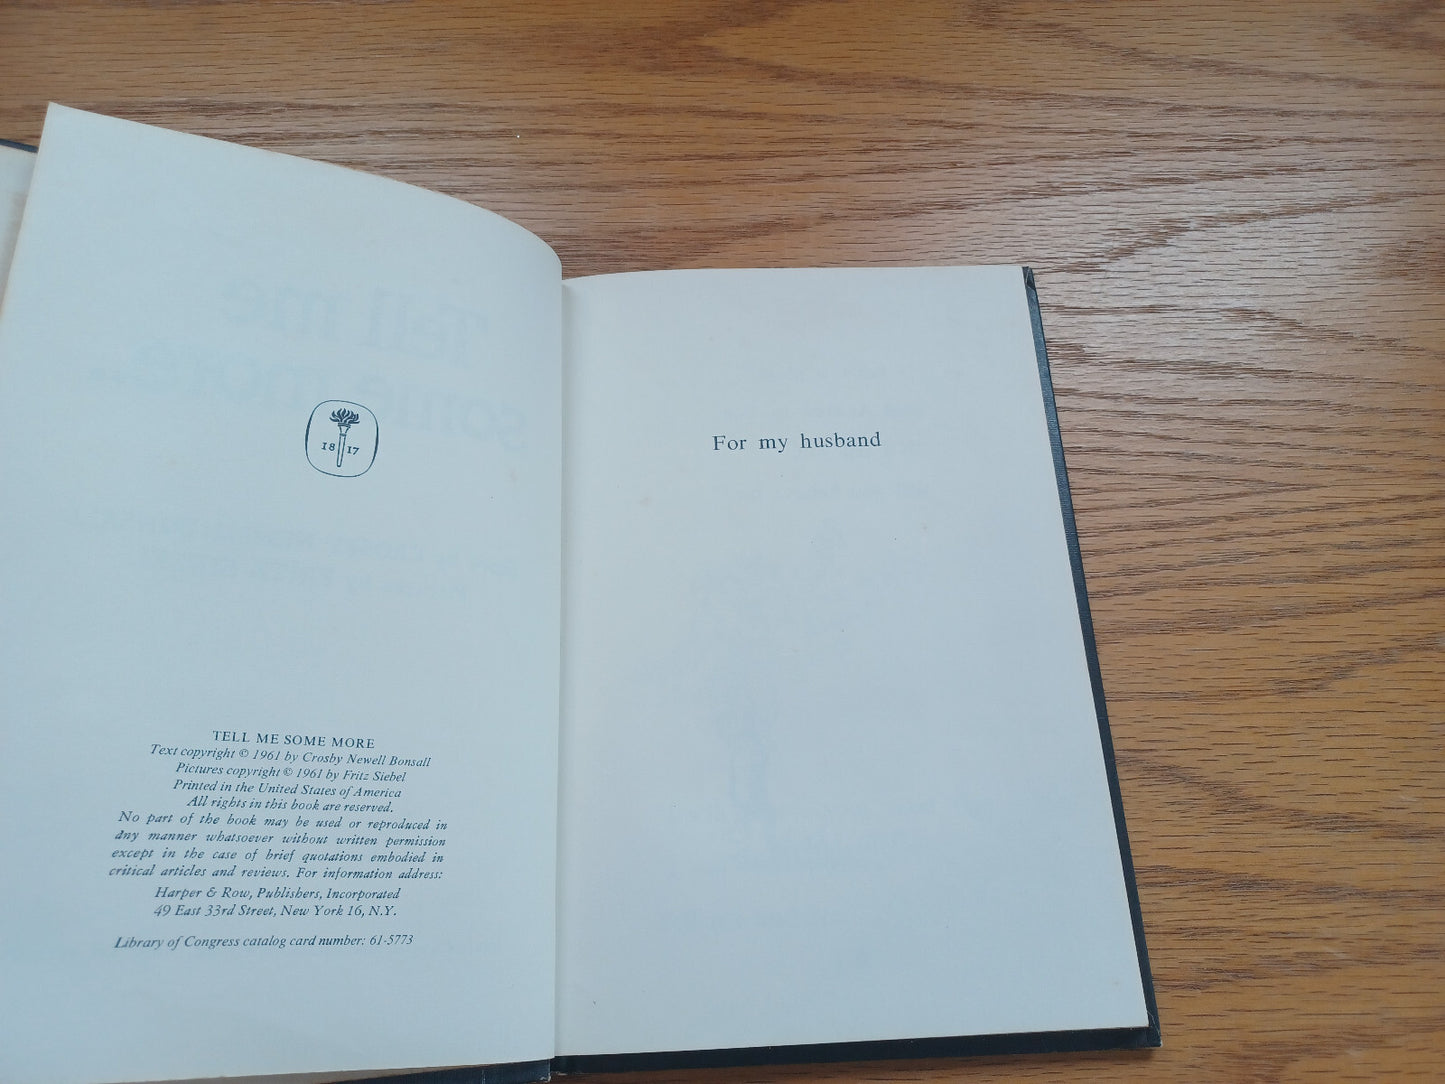 18 17
TELL ME SOME MORE
Text copyright © 1961 by Crosby Newell Bonsall
Pictures copyright © 1961 by Fritz Siebel
Printed in the United States of America
All rights in this book are reserved.
No part of the book may be used or reproduced in
any manner whatsoever without written permission
except in the case of brief quotations embodied in
critical articles and reviews. For information address:
Harper & Row, Publishers, Incorporated
49 East 33rd Street, New York 16, N.Y.
Library of Congress catalog card number: 61-5773
For my husband